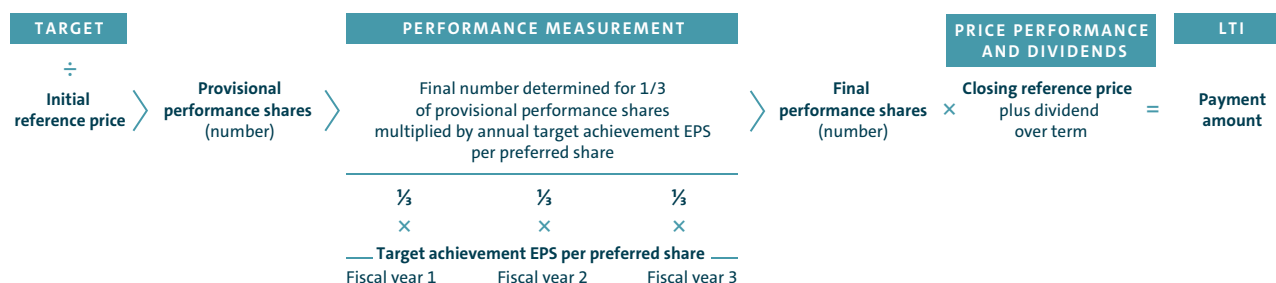 TARGET
÷
Initial
reference price
Provisional
performance shares
(number)
PERFORMANCE MEASUREMENT
Final number determined for 1/3
of provisional performance shares
multiplied by annual target achievement EPS
per preferred share
⅓ ⅓ ⅓
× × ×
Target achievement EPS per preferred share
Fiscal year 1 Fiscal year 2 Fiscal year 3
Final
performance shares
(number)
×
PRICE PERFORMANCE
AND DIVIDENDS
Closing reference price
plus dividend
over term
=
LTI
Payment
amount